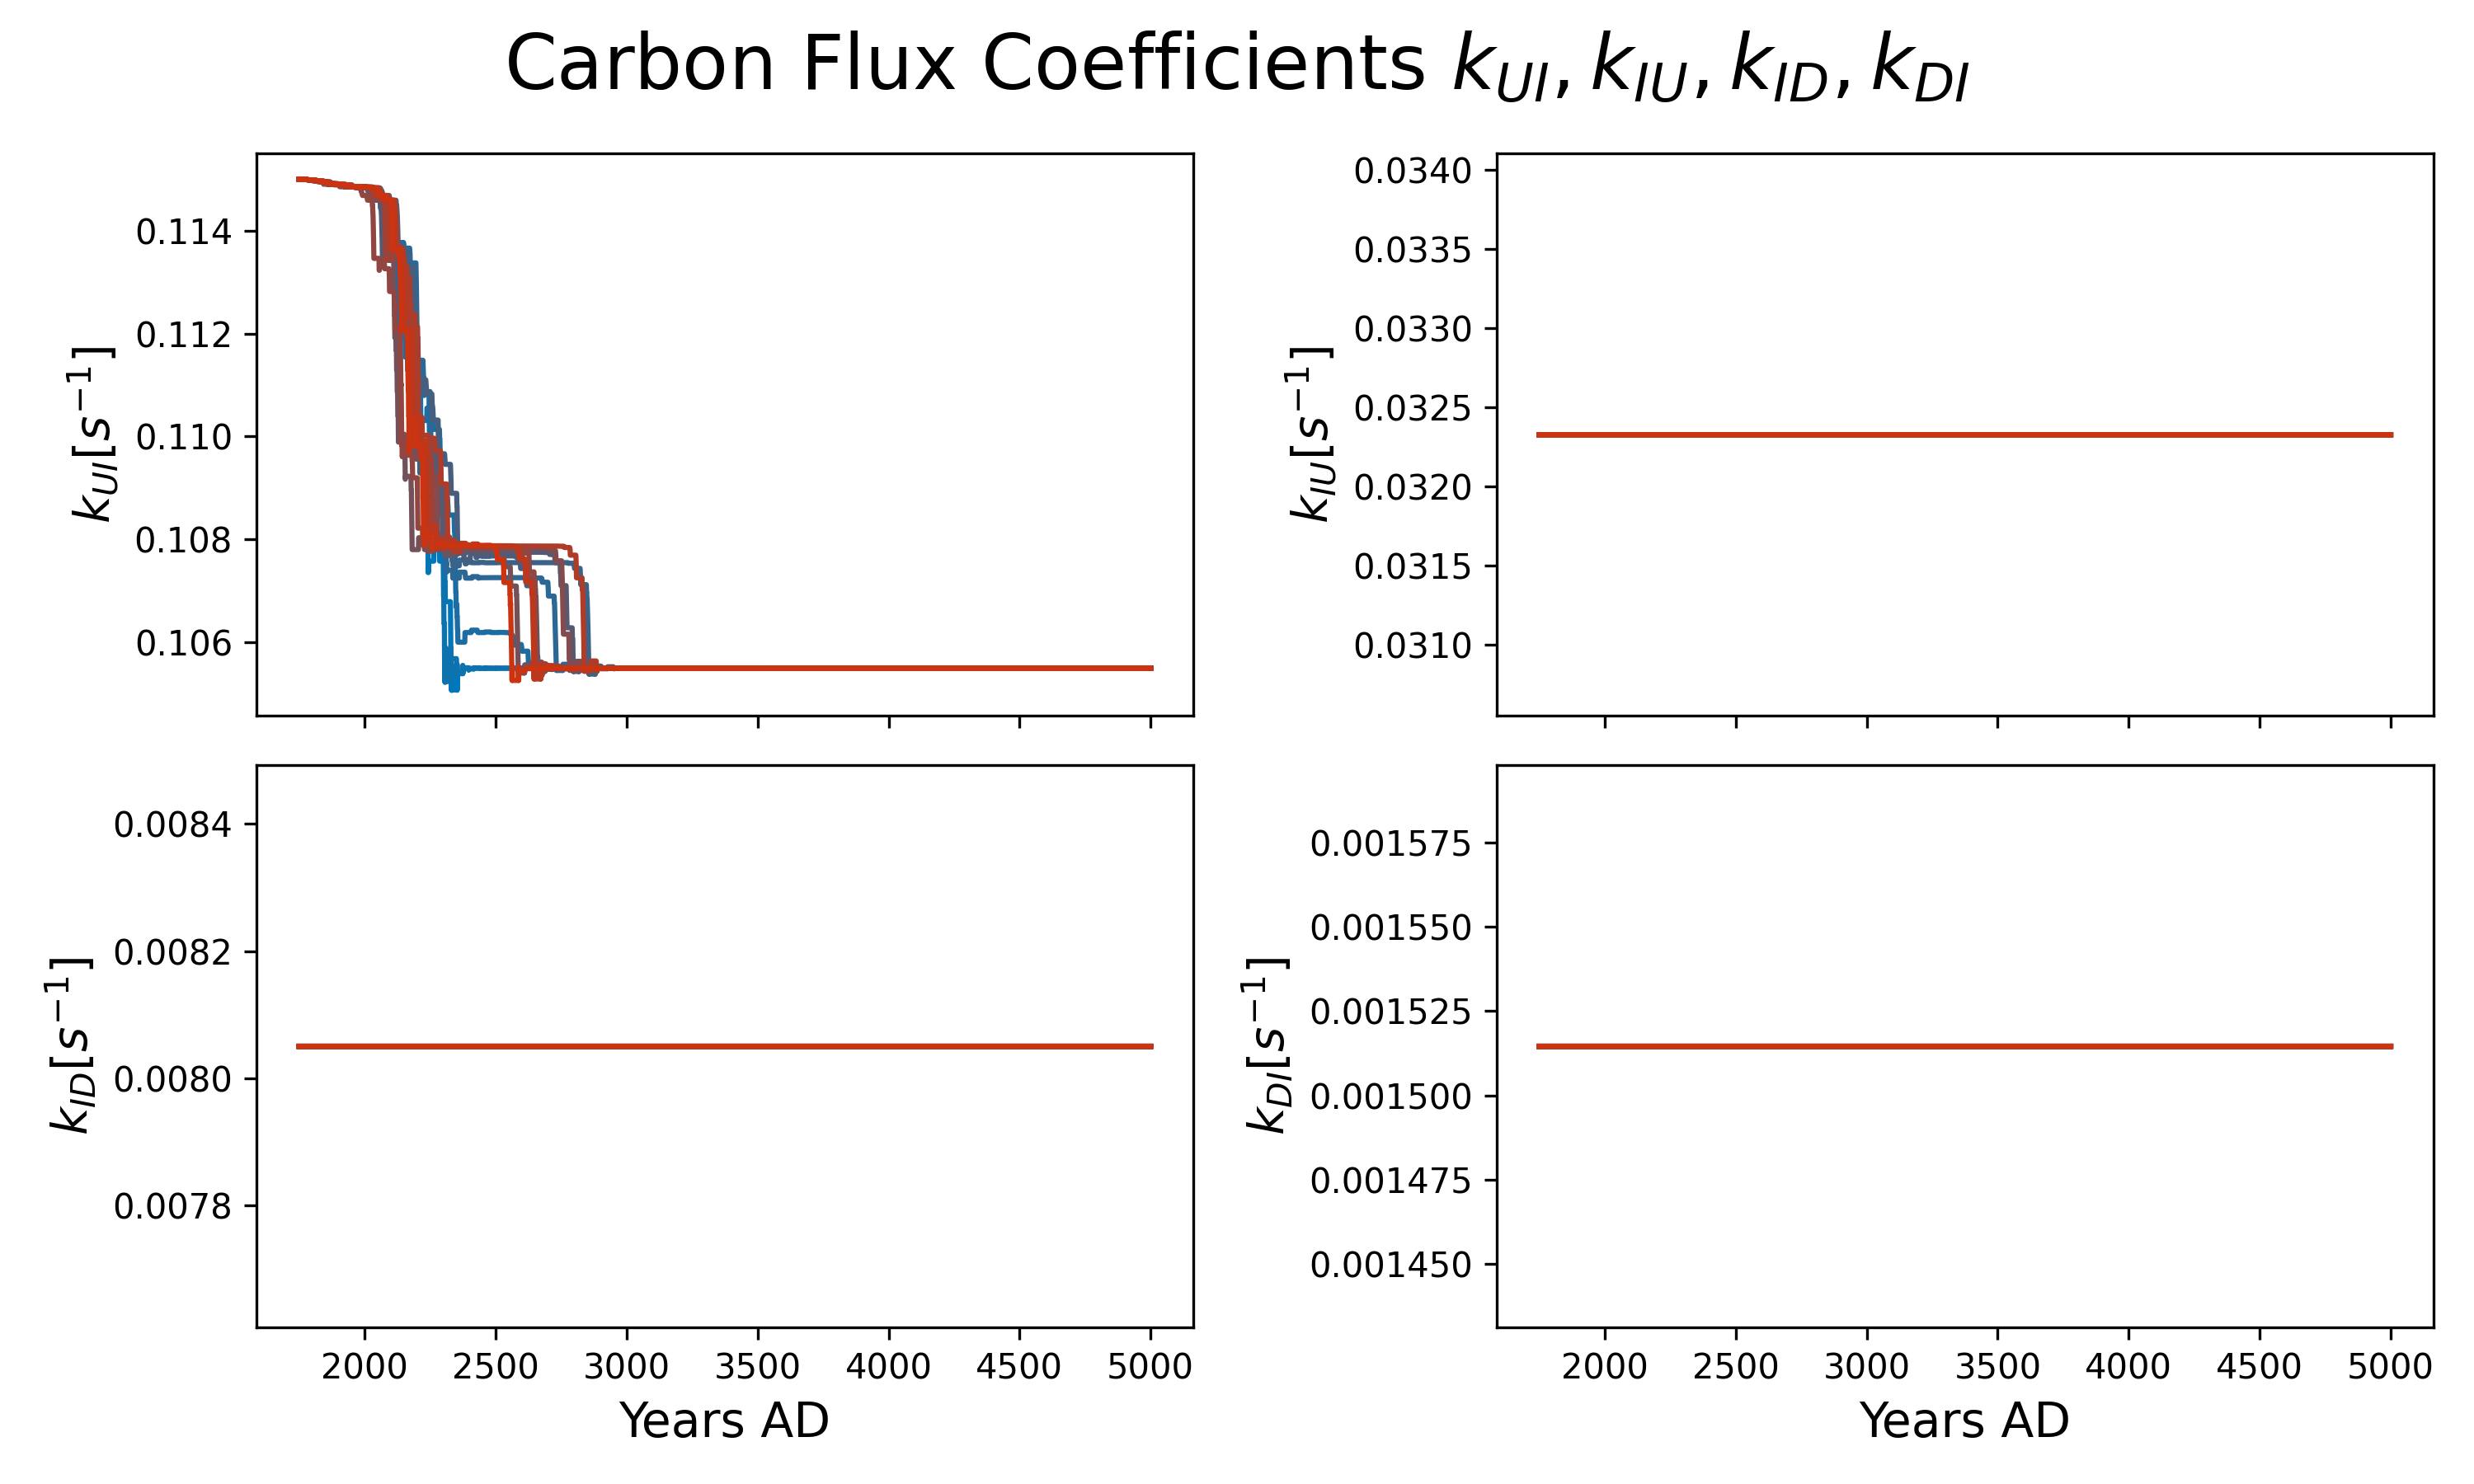 Carbon Flux Coefficients k_UI, k_IU, k_ID, k_DI
0.114
0.112
0.110
0.108
0.106
k_UI[s⁻¹]
0.0340
0.0335
0.0330
0.0325
0.0320
0.0315
0.0310
k_IU[s⁻¹]
0.0084
0.0082
0.0080
0.0078
k_ID[s⁻¹]
2000 2500 3000 3500 4000 4500 5000
Years AD
0.001575
0.001550
0.001525
0.001500
0.001475
0.001450
k_DI[s⁻¹]
2000 2500 3000 3500 4000 4500 5000
Years AD